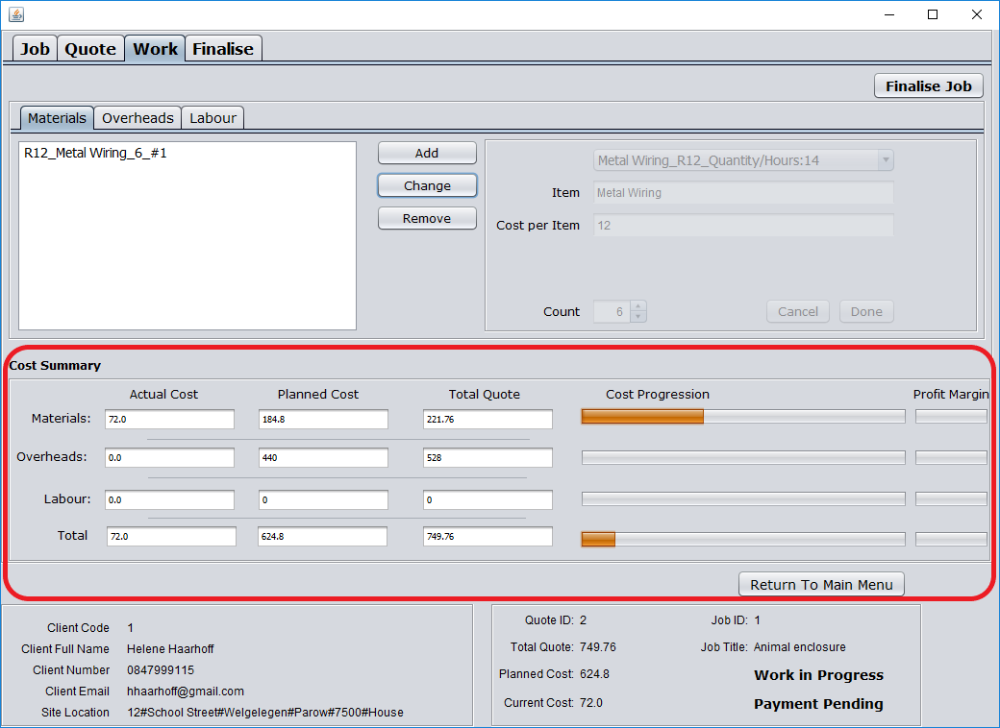 Job Quote Work Finalise
Finalise Job
Materials Overheads Labour
R12_Metal Wiring_6_#1
Add
Change
Remove
Metal Wiring_R12_Quantity/Hours:14
Item Metal Wiring
Cost per Item 12
Count 6 Cancel Done
Cost Summary
Actual Cost Planned Cost Total Quote Cost Progression Profit Margin
Materials: 72.0 184.8 221.76
Overheads: 0.0 440 528
Labour: 0.0 0 0
Total 72.0 624.8 749.76
Return To Main Menu
Client Code 1
Client Full Name Helene Haarhoff
Client Number 0847999115
Client Email hhaarhoff@gmail.com
Site Location 12#School Street#Welgelegen#Parow#7500#House
Quote ID: 2 Job ID: 1
Total Quote: 749.76 Job Title: Animal enclosure
Planned Cost: 624.8 Work in Progress
Current Cost: 72.0 Payment Pending